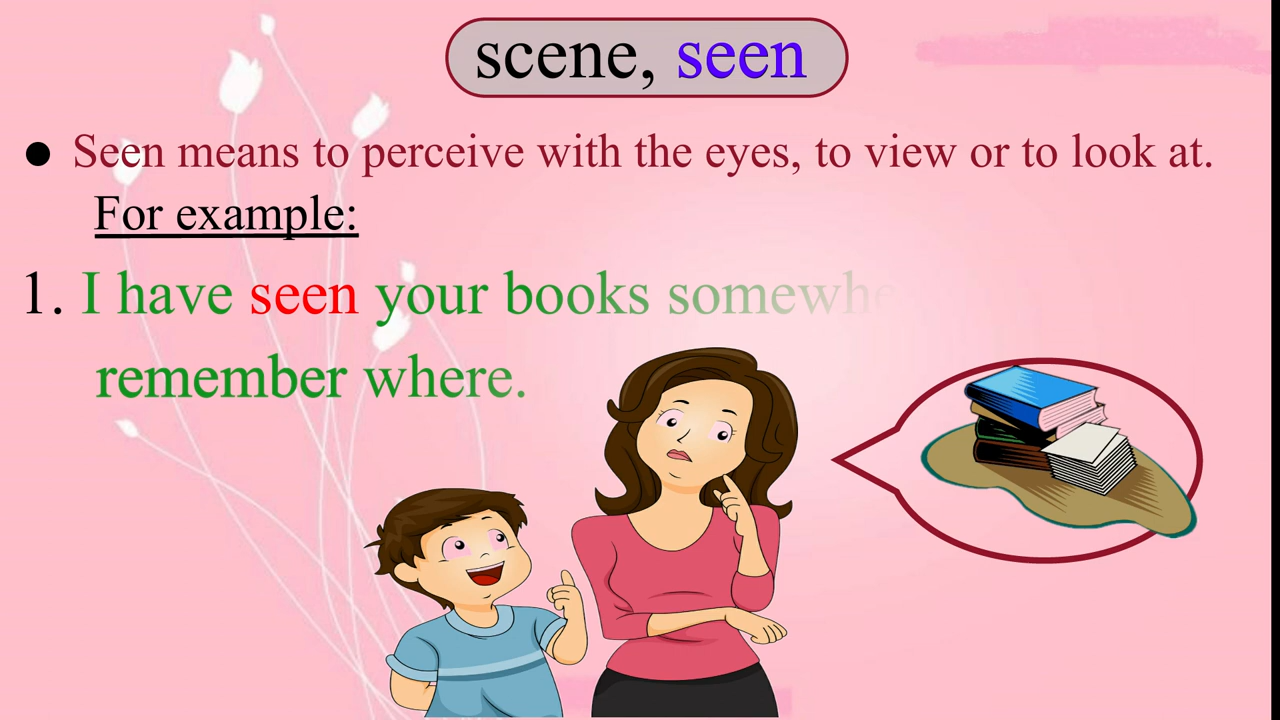 scene, seen
● Seen means to perceive with the eyes, to view or to look at.
For example:
1. I have seen your books
remember where.